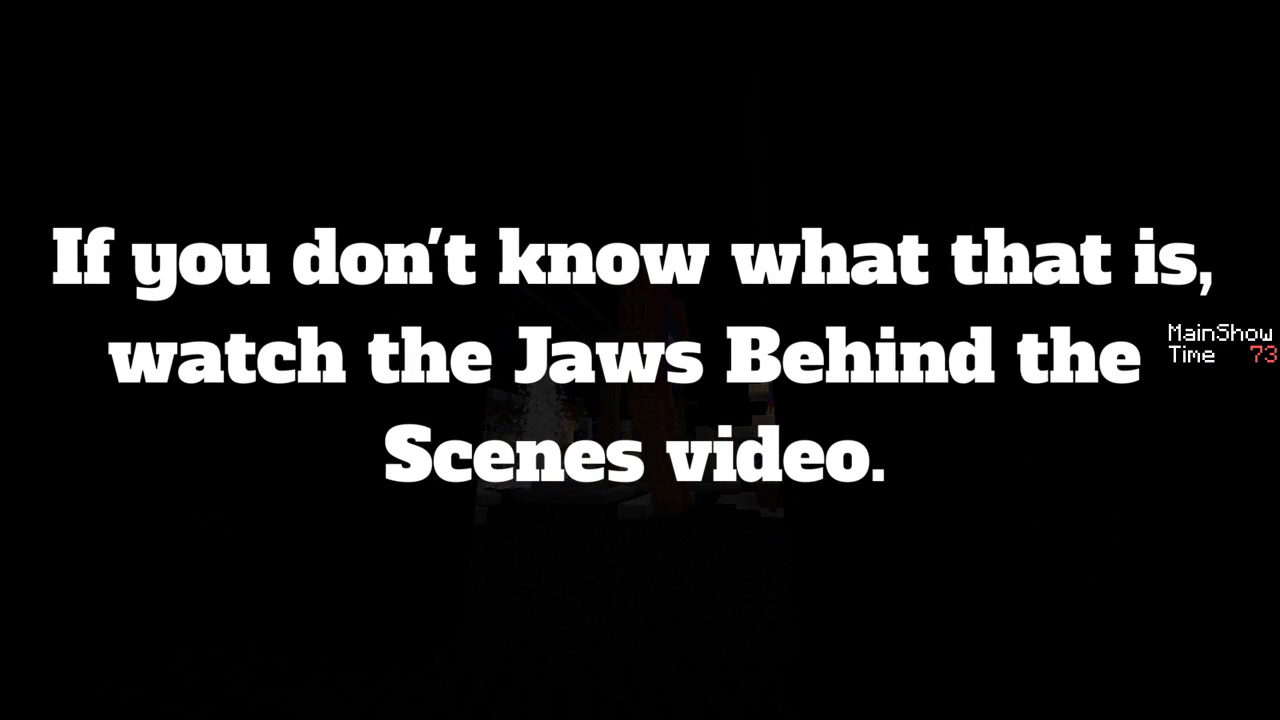 If you don't know what that is,
watch the Jaws Behind the
Scenes video.
MainShow
Time 73